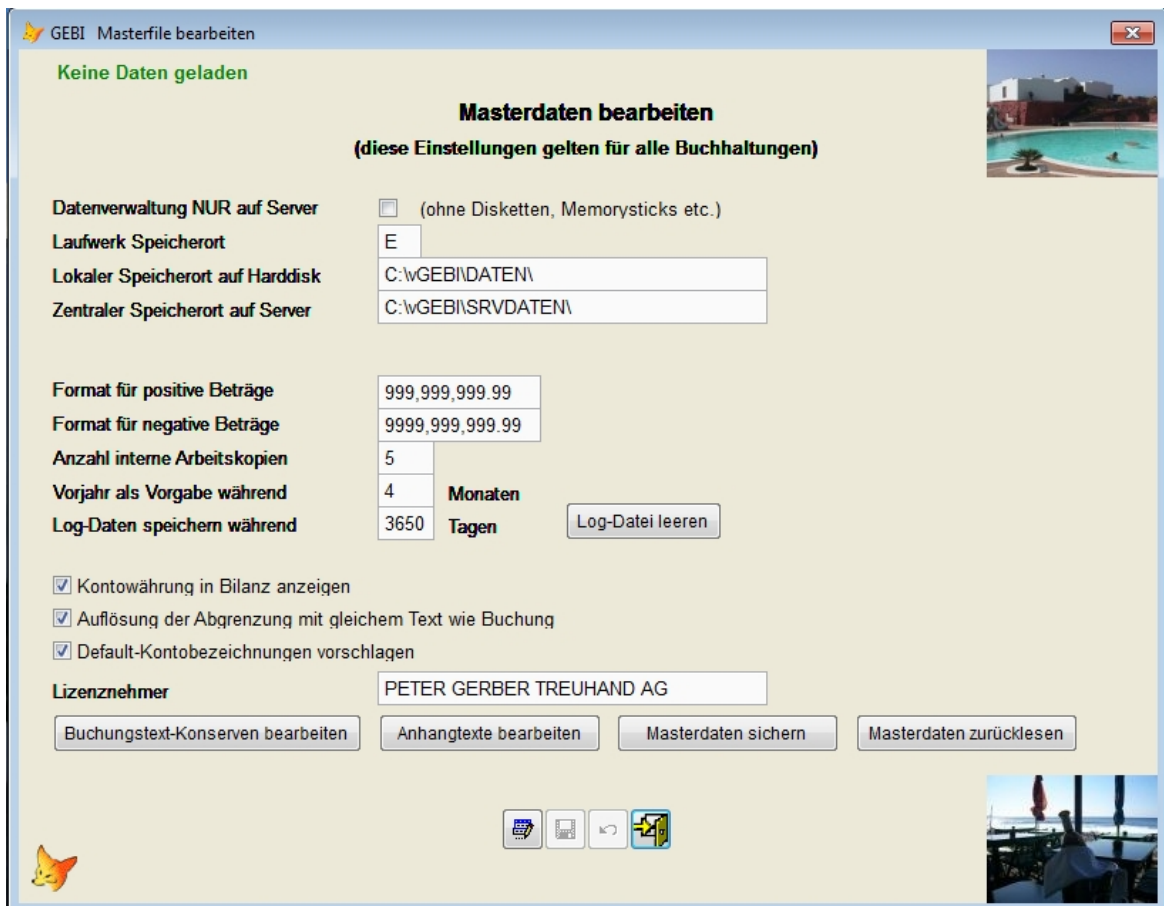 GEBI Masterfile bearbeiten
Keine Daten geladen
Masterdaten bearbeiten
(diese Einstellungen gelten für alle Buchhaltungen)
Datenverwaltung NUR auf Server (ohne Disketten, Memorysticks etc.)
Laufwerk Speicherort E
Lokaler Speicherort auf Harddisk C:\vGEBI\DATEN\
Zentraler Speicherort auf Server C:\vGEBI\SRVDATEN\
Format für positive Beträge 999,999,999.99
Format für negative Beträge 9999,999,999.99
Anzahl interne Arbeitskopien 5
Vorjahr als Vorgabe während 4 Monaten
Log-Daten speichern während 3650 Tagen Log-Datei leeren
Kontowährung in Bilanz anzeigen
Auflösung der Abgrenzung mit gleichem Text wie Buchung
Default-Kontobezeichnungen vorschlagen
Lizenznehmer PETER GERBER TREUHAND AG
Buchungstext-Konserven bearbeiten Anhangtexte bearbeiten Masterdaten sichern Masterdaten zurücklesen